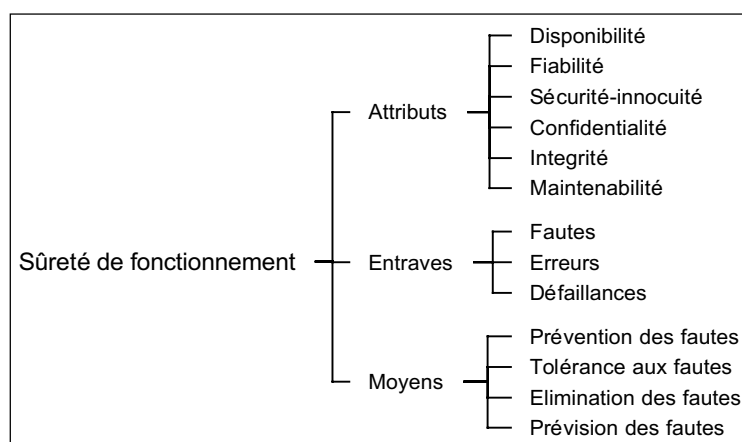 Disponibilité
Fiabilité
Sécurité-innocuité
Attributs
Confidentialité
Integrité
Maintenabilité
Fautes
Sûreté de fonctionnement
Entraves
Erreurs
Défaillances
Prévention des fautes
Tolérance aux fautes
Moyens
Elimination des fautes
Prévision des fautes